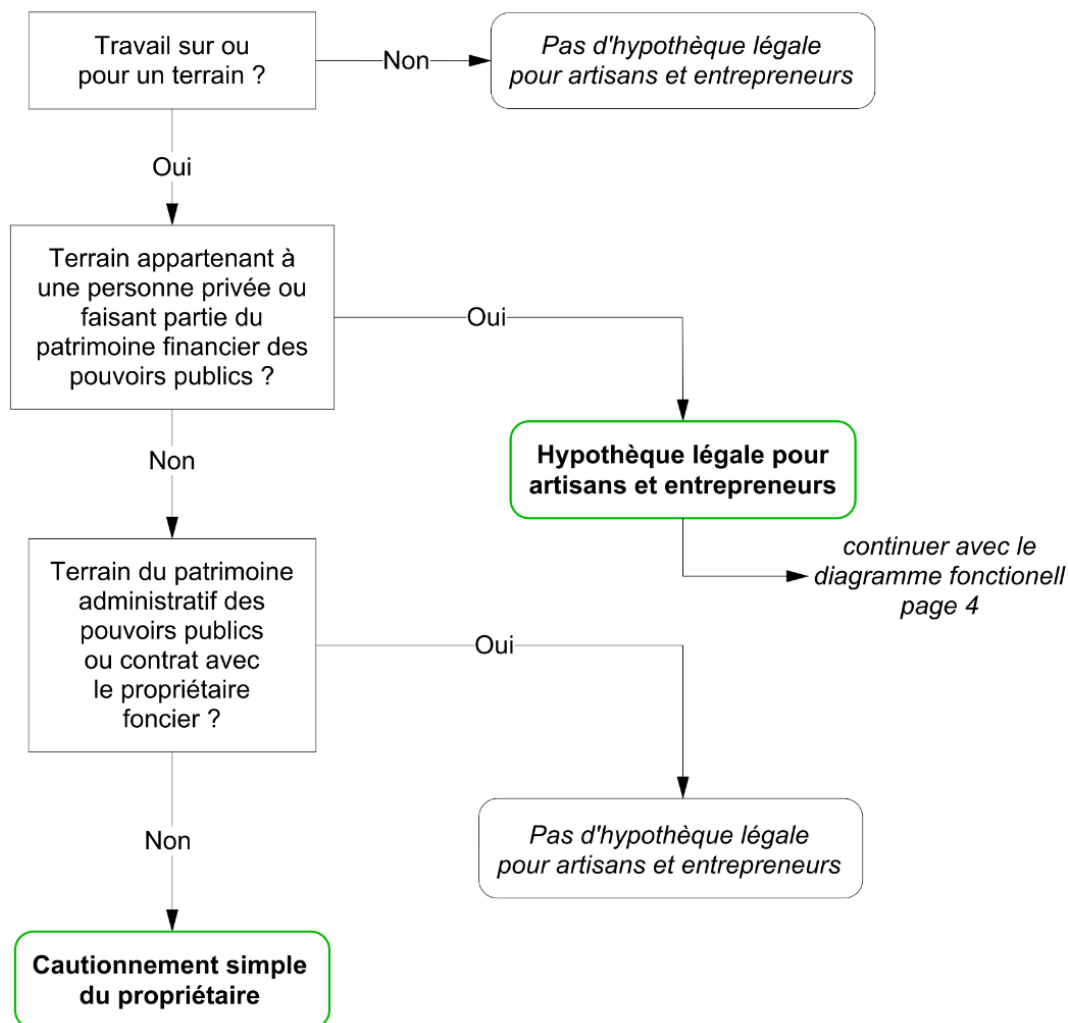 Travail sur ou
pour un terrain ?
Non
Pas d'hypothèque légale
pour artisans et entrepreneurs
Oui
Terrain appartenant à
une personne privée ou
faisant partie du
patrimoine financier des
pouvoirs publics ?
Oui
Non
Hypothèque légale pour
artisans et entrepreneurs
continuer avec le
diagramme fonctionell
page 4
Terrain du patrimoine
administratif des
pouvoirs publics
ou contrat avec
le propriétaire
foncier ?
Oui
Non
Pas d'hypothèque légale
pour artisans et entrepreneurs
Cautionnement simple
du propriétaire